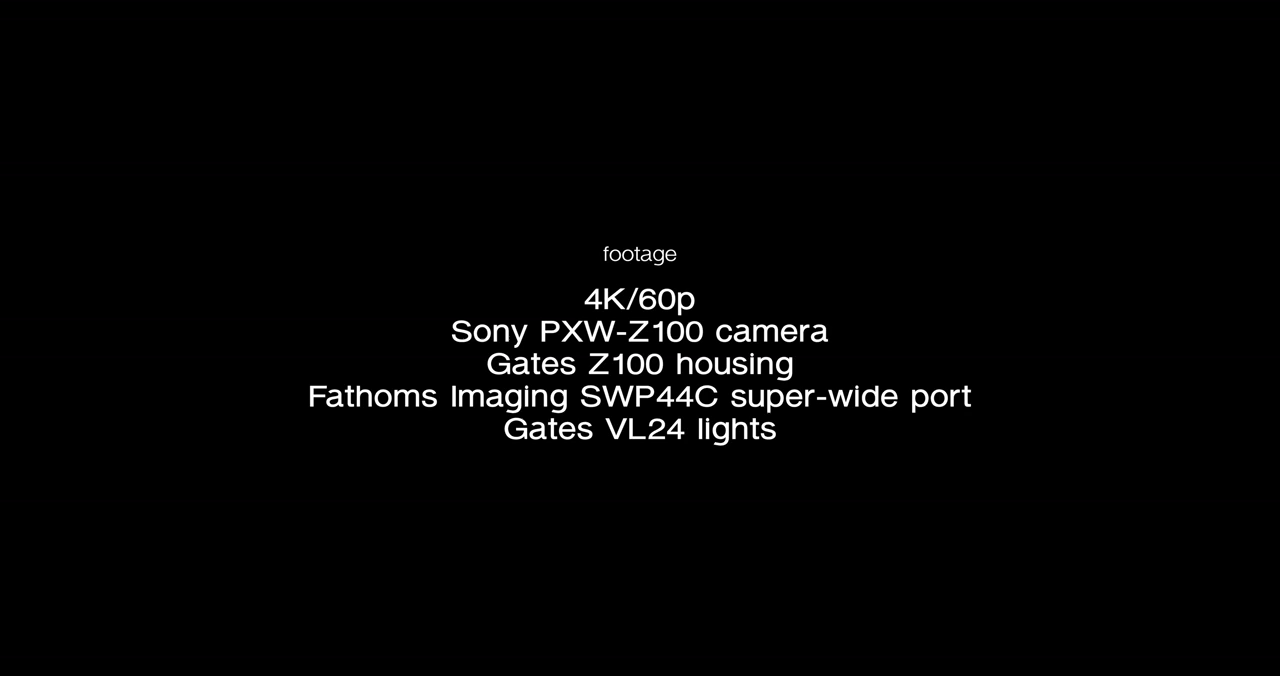 footage
4K/60p
Sony PXW-Z100 camera
Gates Z100 housing
Fathoms Imaging SWP44C super-wide port
Gates VL24 lights